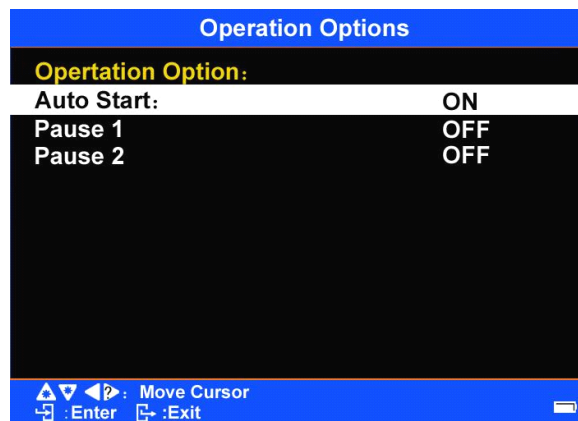 Operation Options
Opertation Option：
Auto Start： ON
Pause 1 OFF
Pause 2 OFF
?： Move Cursor
:Enter :Exit